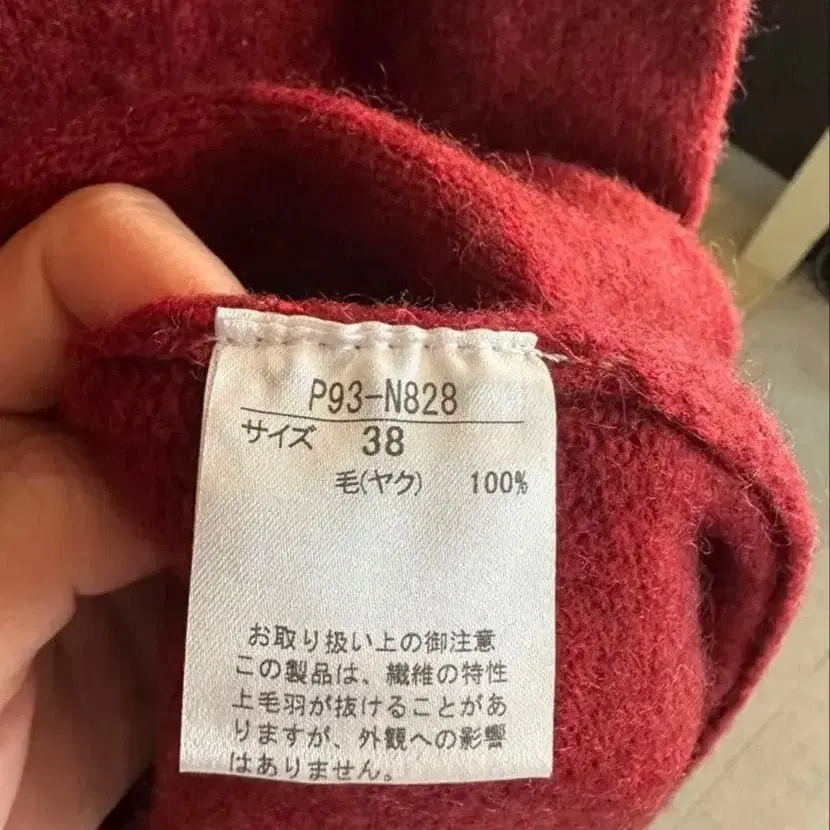 P93-N828
サイズ 38
毛(ヤク) 100%
お取り扱い上の御注意
この製品は、繊維の特性
上毛羽が抜けることがあ
りますが、外観への影響
はありません。